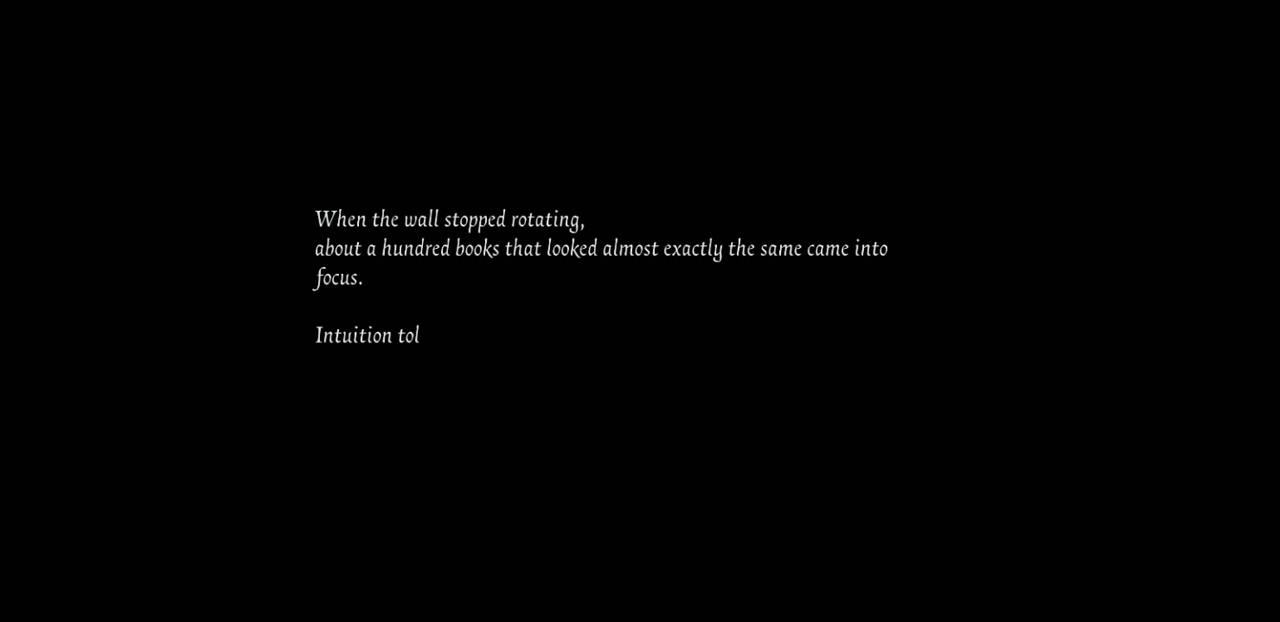 When the wall stopped rotating,
about a hundred books that looked almost exactly the same came into
focus.
Intuition tol